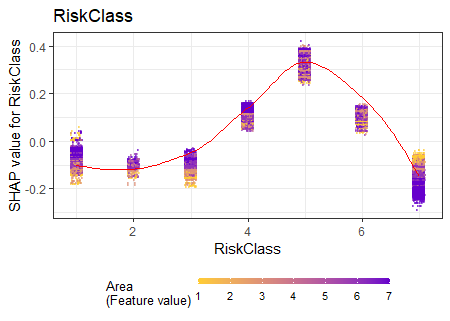 RiskClass
SHAP value for RiskClass
0.4
0.2
0.0
-0.2
2 4 6
RiskClass
Area
(Feature value)
1 2 3 4 5 6 7